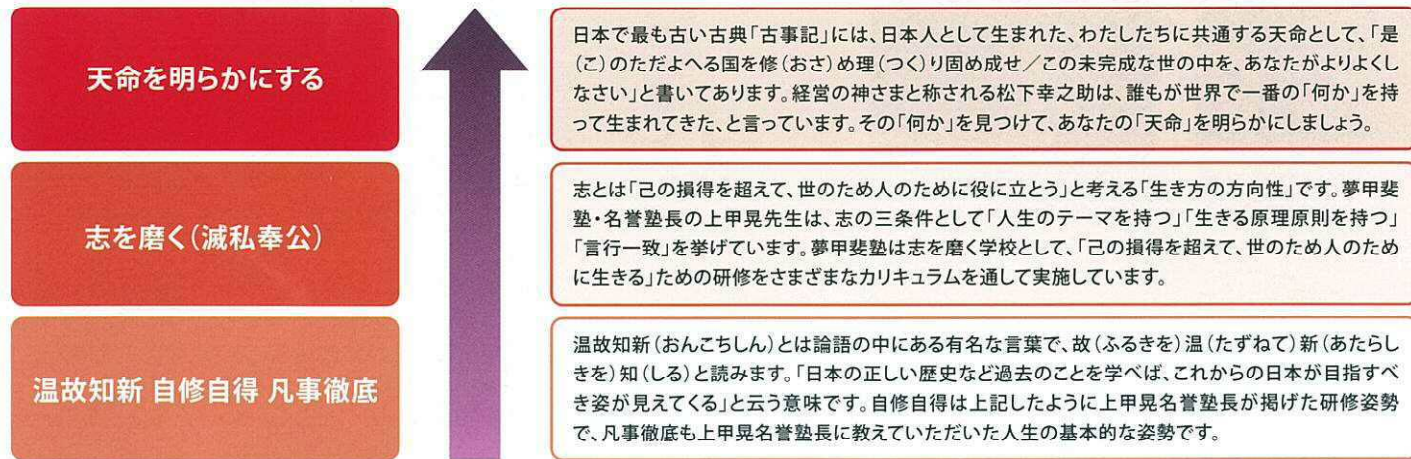 天命を明らかにする
日本で最も古い古典「古事記」には、日本人として生まれた、わたしたちに共通する天命として、「是
(こ)のただよへる国を修(おさ)め理(つく)り固め成せ/この未完成な世の中を、あなたがよりよく
しなさい」と書いてあります。経営の神さまと称される松下幸之助は、誰もが世界で一番の「何か」を持
って生まれてきた、と言っています。その「何か」を見つけて、あなたの「天命」を明らかにしましょう。
志を磨く(滅私奉公)
志とは「己の損得を超えて、世のため人のために役に立とう」と考える「生き方の方向性」です。夢甲斐
塾・名誉塾長の上甲晃先生は、志の三条件として「人生のテーマを持つ」「生きる原理原則を持つ」
「言行一致」を挙げています。夢甲斐塾は志を磨く学校として、「己の損得を超えて、世のため人のため
に生きる」ための研修をさまざまなカリキュラムを通して実施しています。
温故知新 自修自得 凡事徹底
温故知新(おんこちしん)とは論語の中にある有名な言葉で、故(ふるきを)温(たずねて)新(あたらし
きを)知(しる)と読みます。「日本の正しい歴史など過去のことを学べば、これからの日本が目指すべ
き姿が見えてくる」と云う意味です。自修自得は上記したように上甲晃名誉塾長が掲げた研修姿勢
で、凡事徹底も上甲晃名誉塾長に教えていただいた人生の基本的な姿勢です。